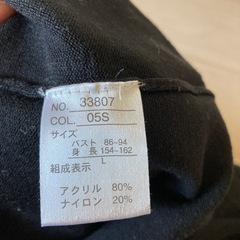 NO. 33807
COL. 05S
サイズ
バスト 86-94
身長 154-162
L
組成表示
アクリル 80%
ナイロン 20%